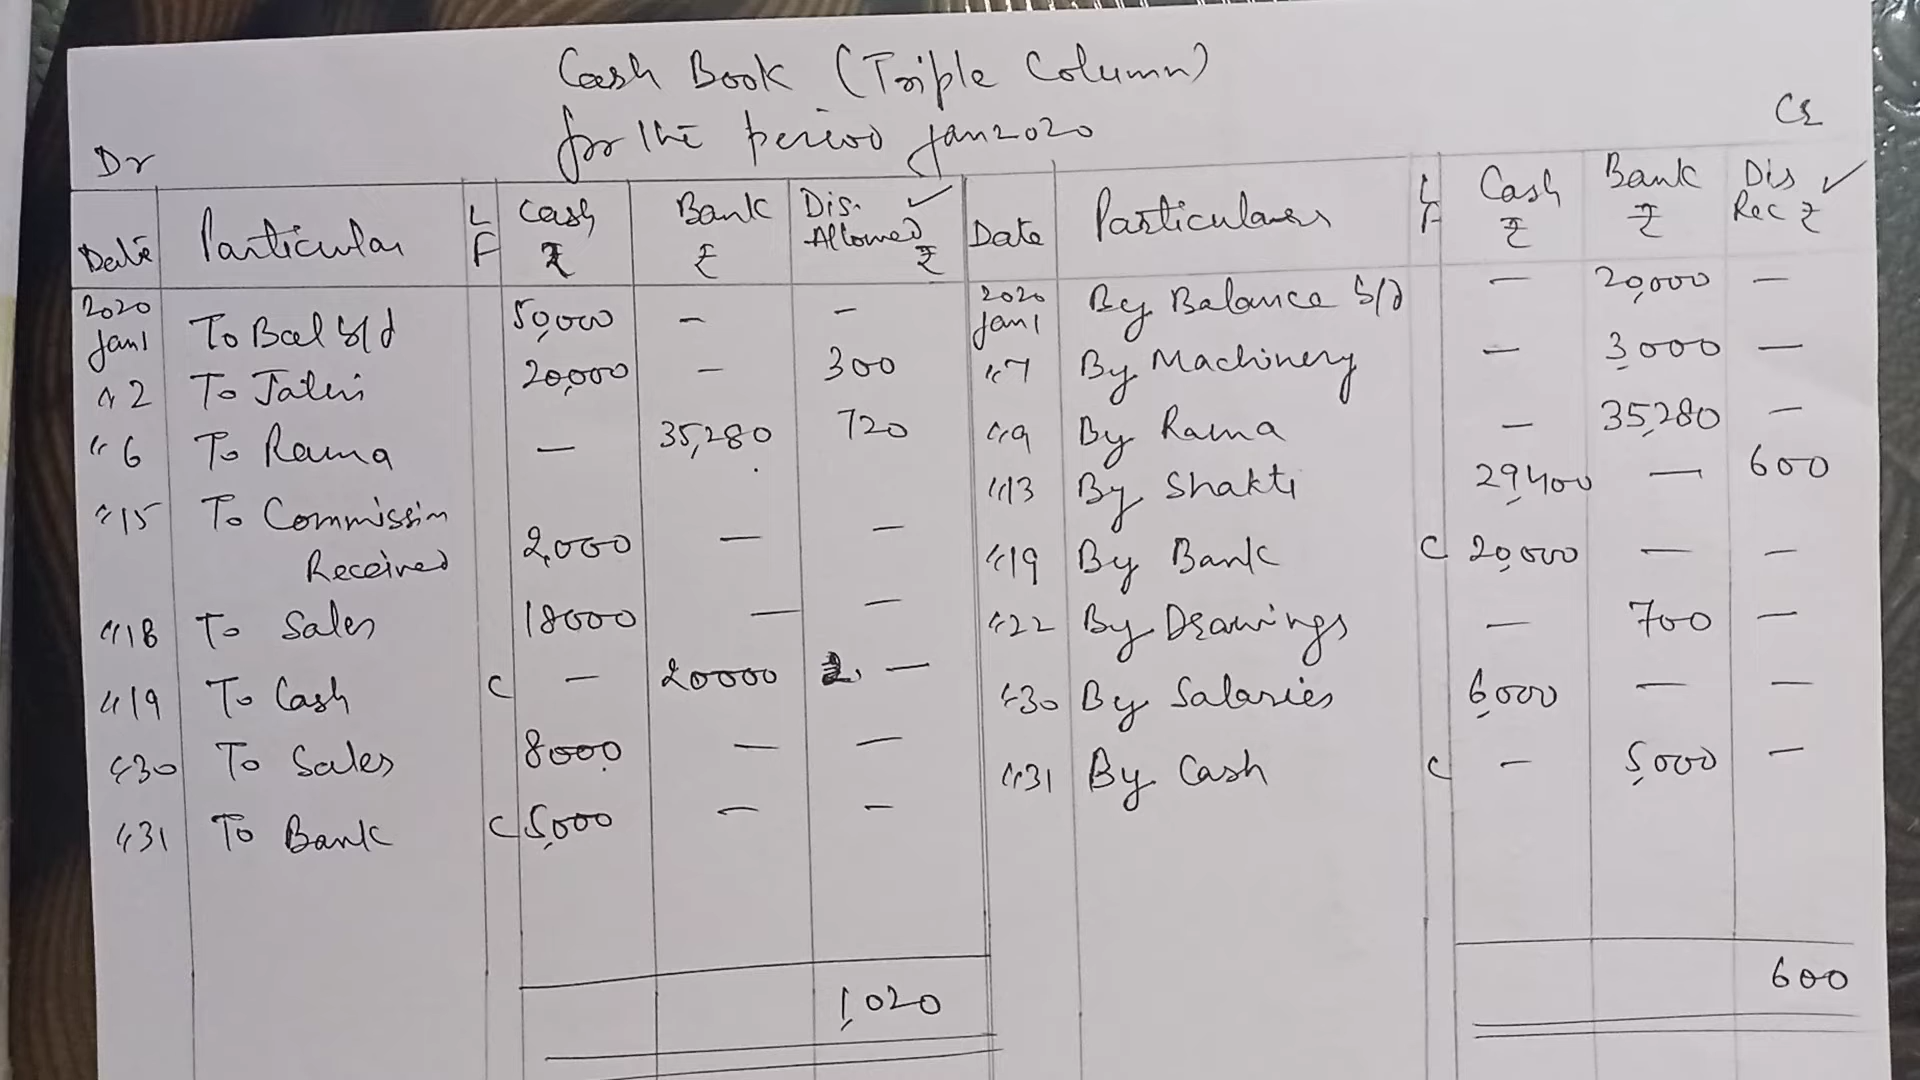 Cash Book (Triple Column)
for the period Jan 2020
Dr
Cr
Date Particular L F Cash ₹ Bank ₹ Dis. Allowed ₹ Date Particulars L F Cash ₹ Bank ₹ Dis Rec ₹
2020 Jan 1 To Bal b/d 50,000 — — 2020 Jan 1 By Balance b/d — 20,000 —
"2 To Jatin 20,000 — 300 "7 By Machinery — 3000 —
"6 To Rama — 35,280 720 "9 By Rama — 35,280 —
"13 By Shakti 29,400 — 600
"15 To Commission
Received 2,000 — — "19 By Bank C 20,000 — —
"18 To Sales 18000 — — "22 By Drawings — 700 —
"19 To Cash C — 20000 — "30 By Salaries 6,000 — —
"30 To Sales 8000 — — "31 By Cash C — 5,000 —
"31 To Bank C 5,000 — —
1,020 600